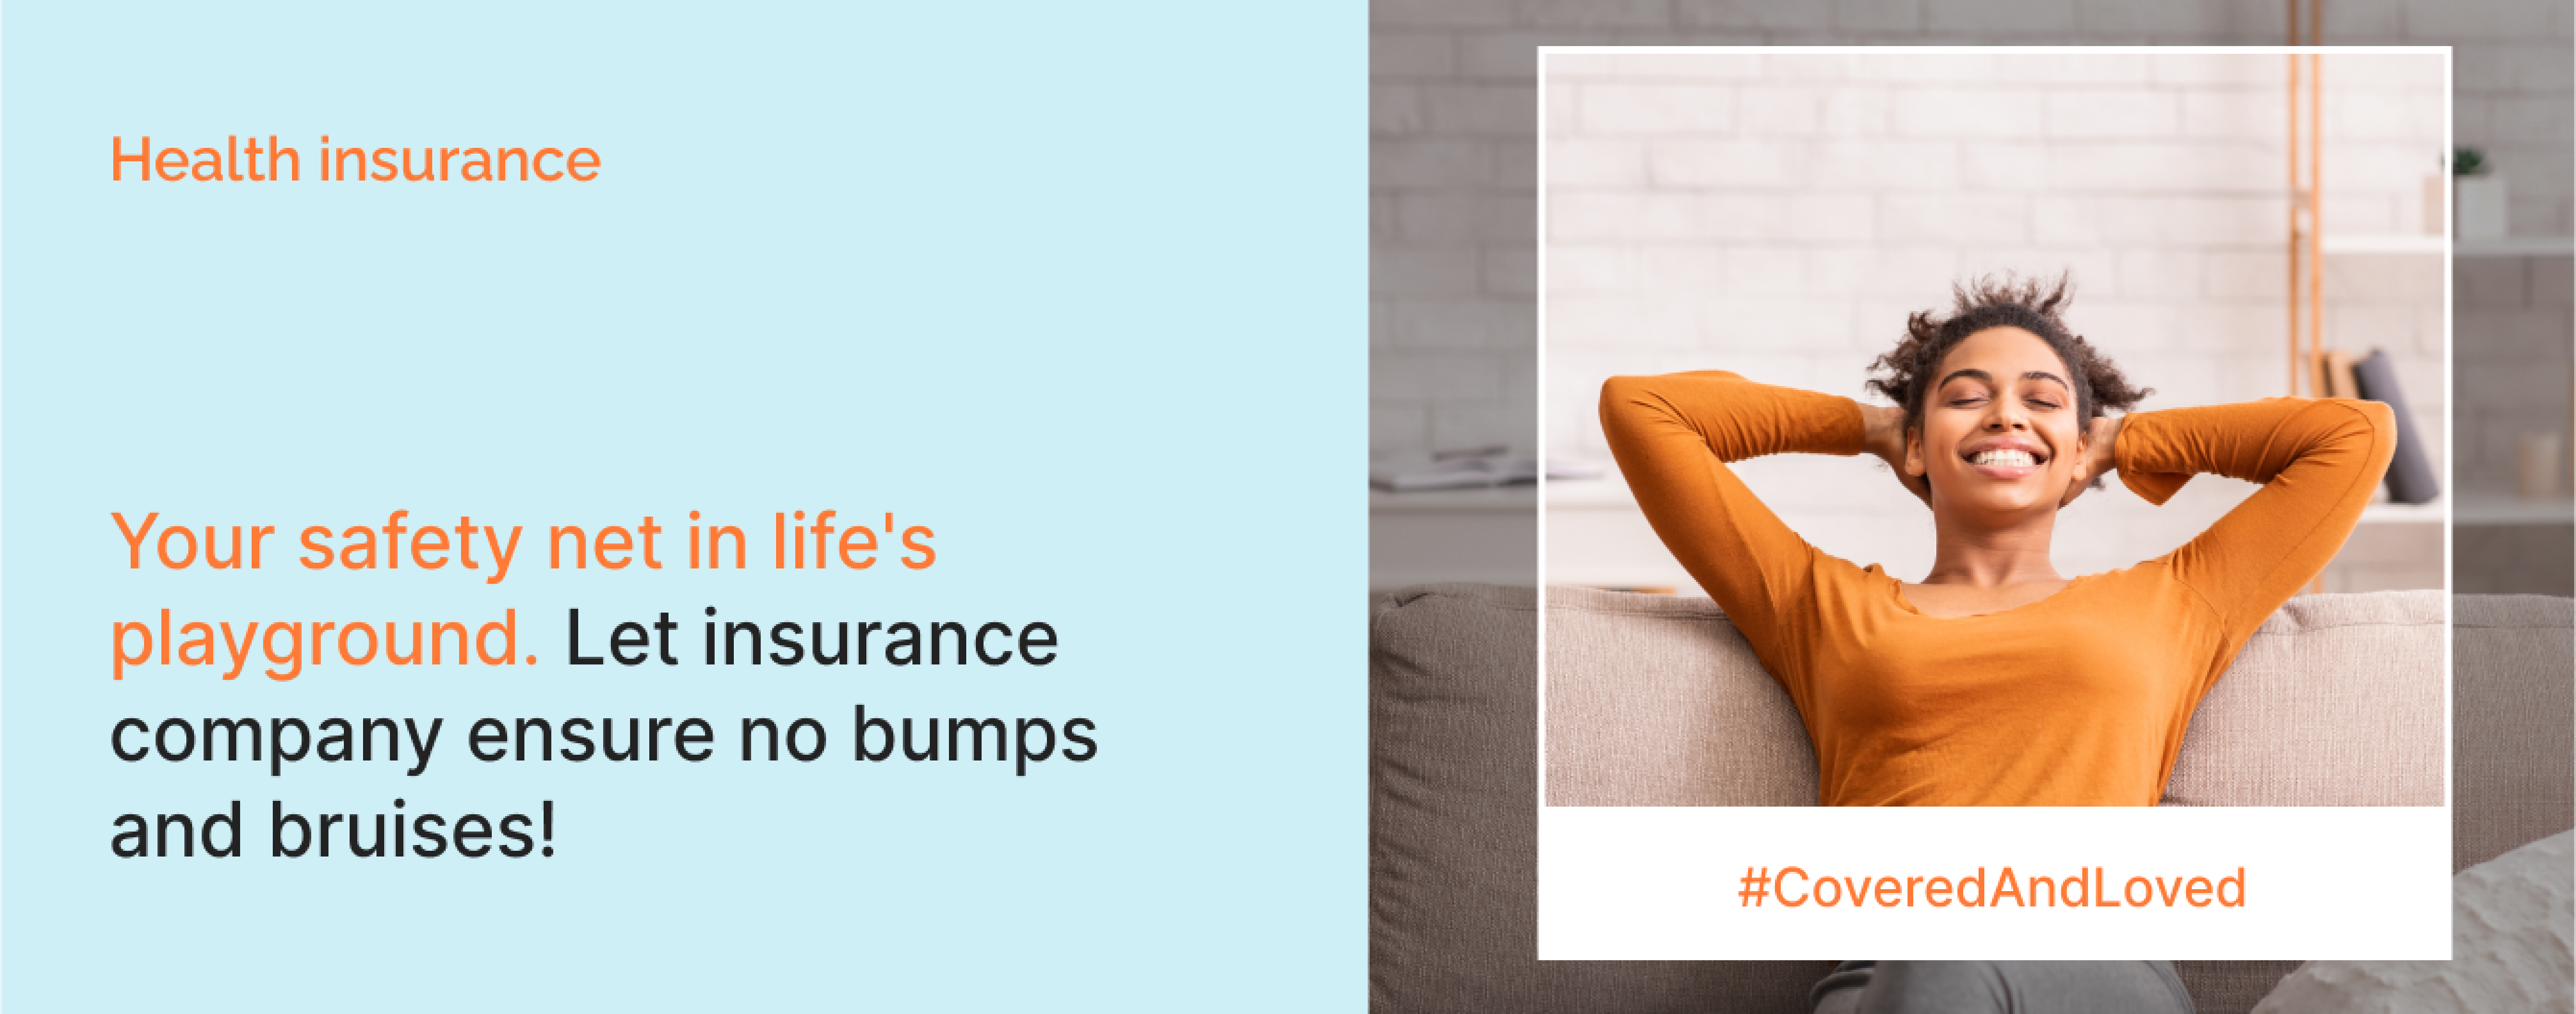 Health insurance
Your safety net in life's
playground. Let insurance
company ensure no bumps
and bruises!
#CoveredAndLoved